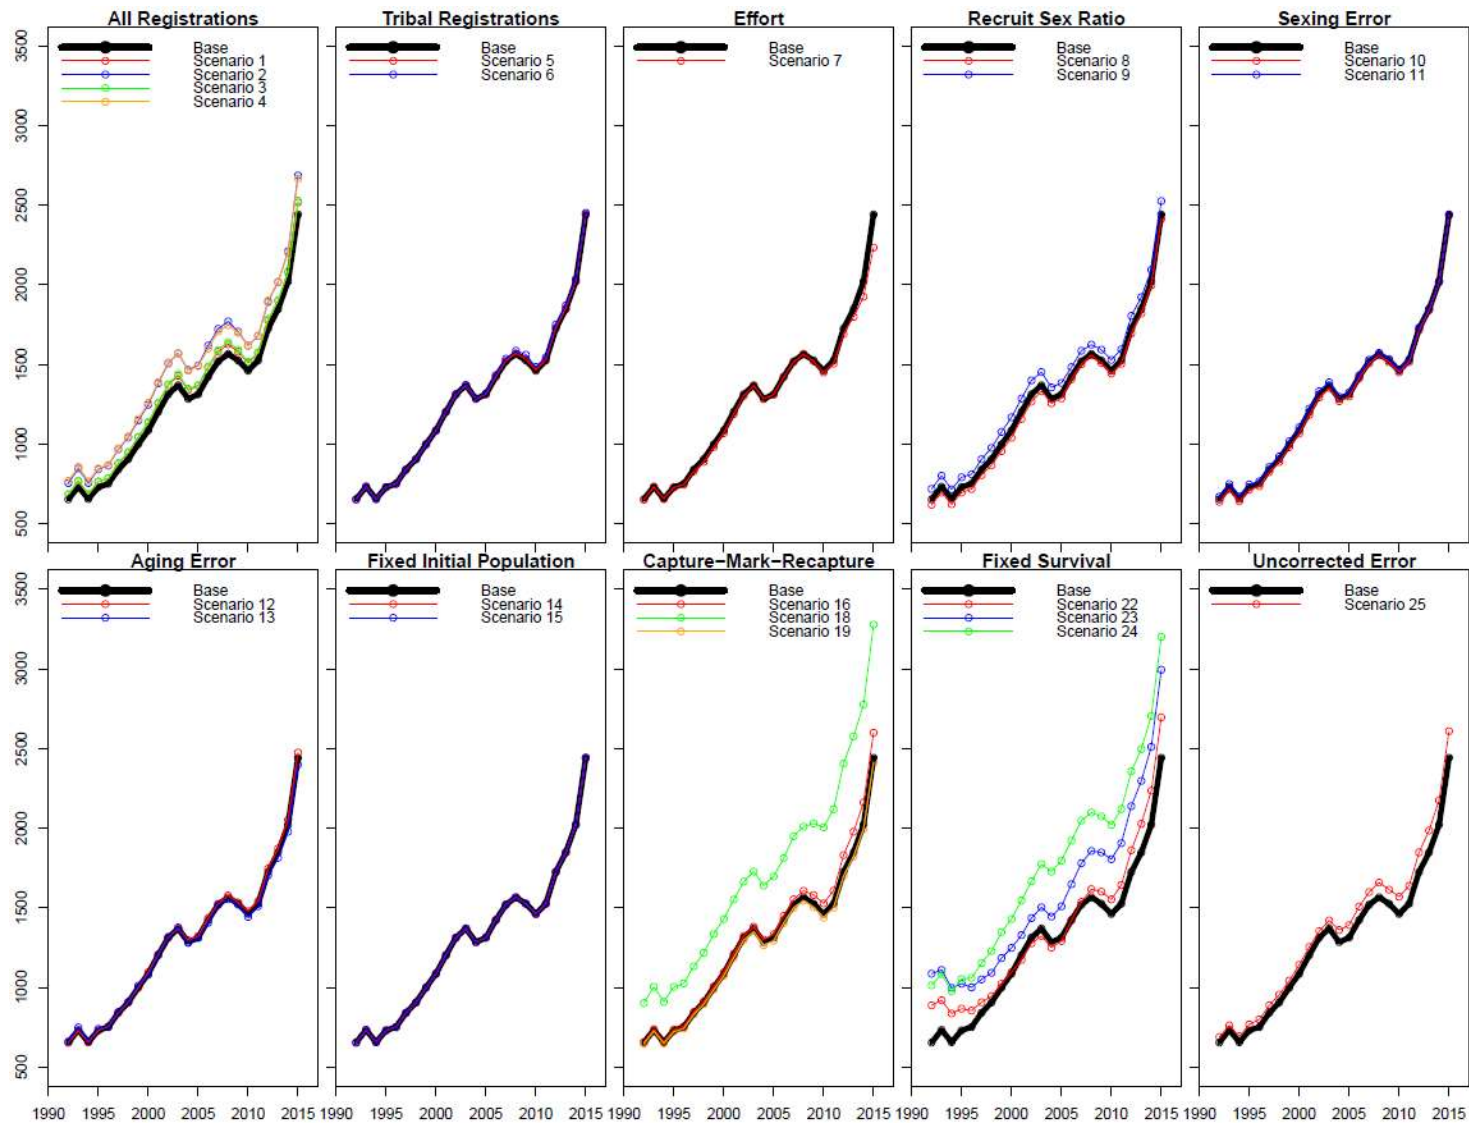 All Registrations
Tribal Registrations
Effort
Recruit Sex Ratio
Sexing Error
3500
3000
2500
2000
1500
1000
500
Base
Scenario 1
Scenario 2
Scenario 3
Scenario 4
Base
Scenario 5
Scenario 6
Base
Scenario 7
Base
Scenario 8
Scenario 9
Base
Scenario 10
Scenario 11
Aging Error
Fixed Initial Population
Capture−Mark−Recapture
Fixed Survival
Uncorrected Error
3500
3000
2500
2000
1500
1000
500
Base
Scenario 12
Scenario 13
Base
Scenario 14
Scenario 15
Base
Scenario 16
Scenario 18
Scenario 19
Base
Scenario 22
Scenario 23
Scenario 24
Base
Scenario 25
1990 1995 2000 2005 2010 2015
1990 1995 2000 2005 2010 2015
1990 1995 2000 2005 2010 2015
1990 1995 2000 2005 2010 2015
1990 1995 2000 2005 2010 2015